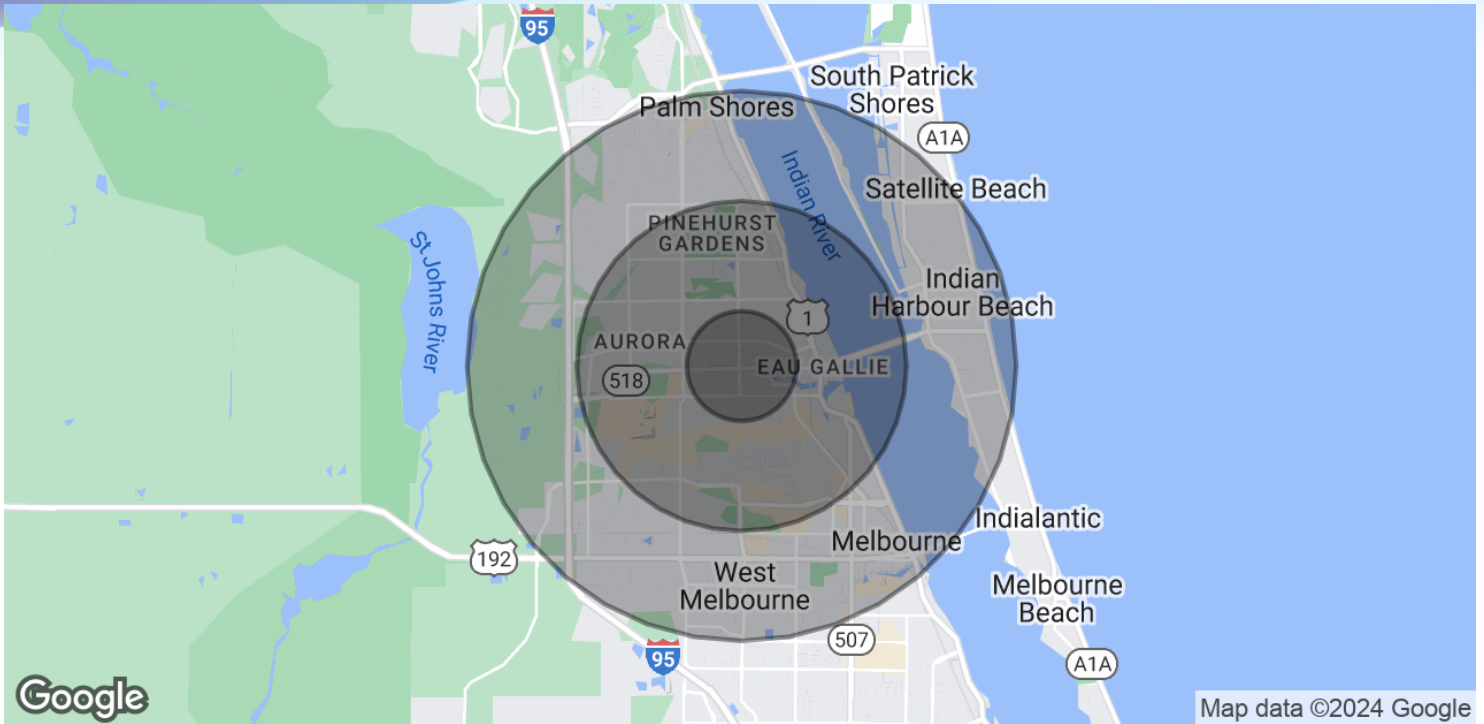 95
South Patrick
Shores
Palm Shores
A1A
Indian River
Satellite Beach
PINEHURST
GARDENS
St Johns River
Indian
Harbour Beach
1
AURORA
EAU GALLIE
518
Indialantic
Melbourne
192
West
Melbourne
Melbourne
Beach
507
95
A1A
Google
Map data ©2024 Google